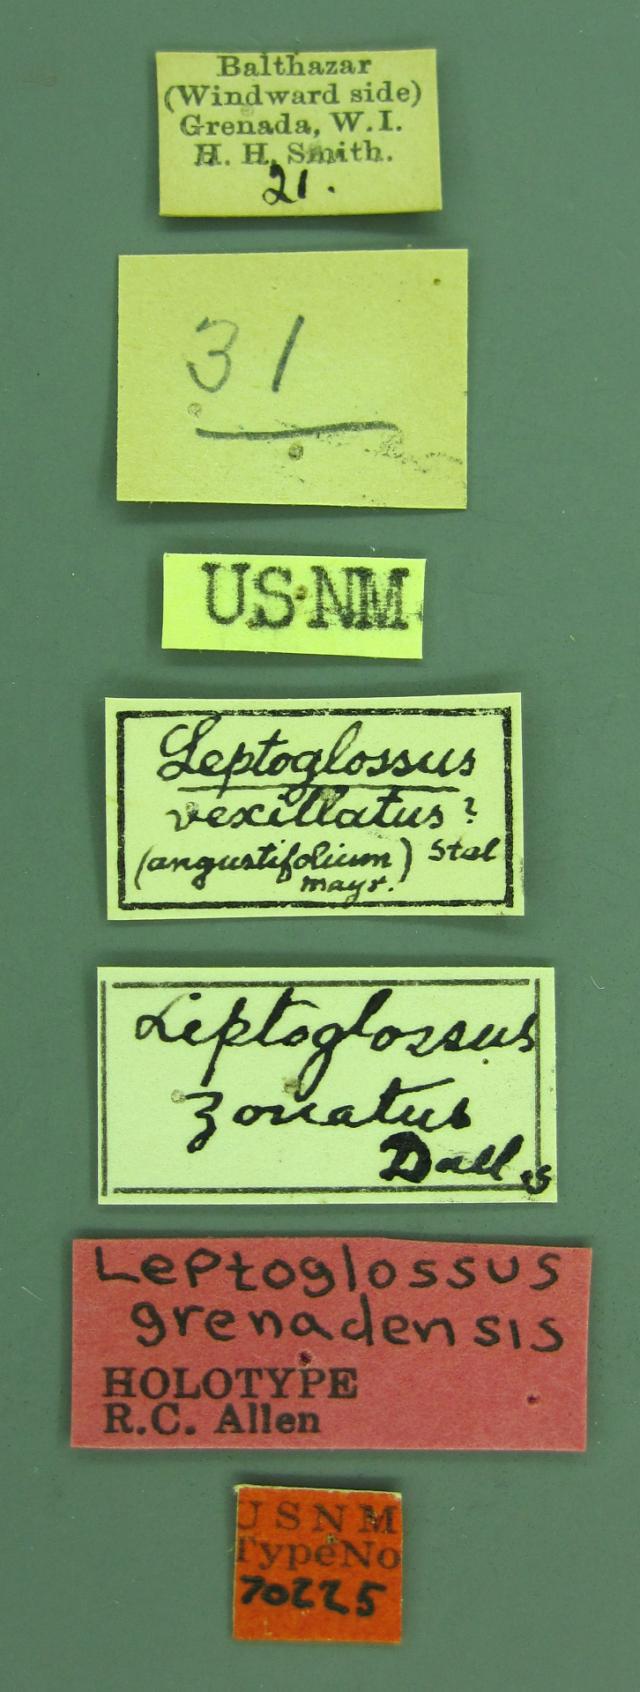 Balthazar
(Windward side)
Grenada, W.I.
H. H. Smith.
21.
31
USNM
Leptoglossus
vexillatus?
(angustifolium) Stal
mayr.
Leptoglossus
zonatus
Dall.s
Leptoglossus
grenadensis
HOLOTYPE
R.C. Allen
USNM
TypeNo
70225